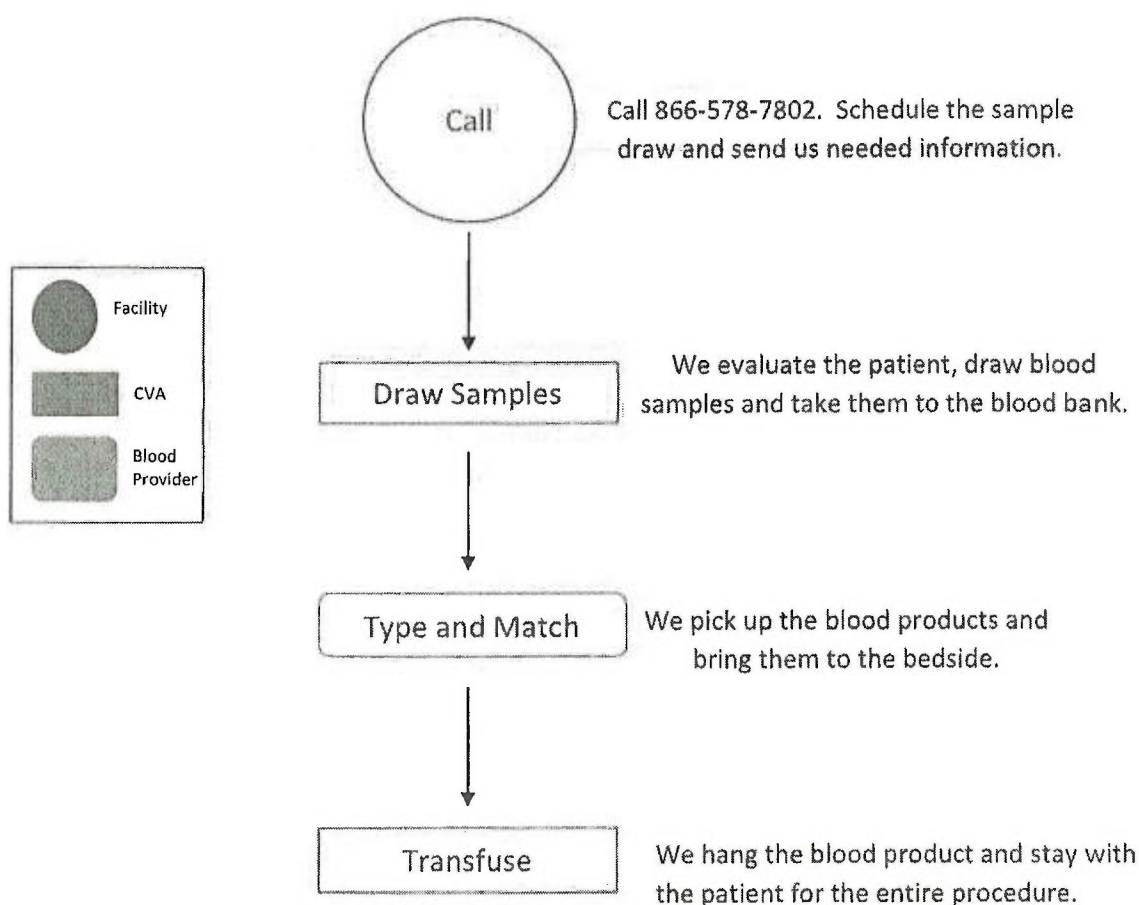 Call
Call 866-578-7802. Schedule the sample
draw and send us needed information.
Facility
CVA
Blood
Provider
Draw Samples
We evaluate the patient, draw blood
samples and take them to the blood bank.
Type and Match
We pick up the blood products and
bring them to the bedside.
Transfuse
We hang the blood product and stay with
the patient for the entire procedure.